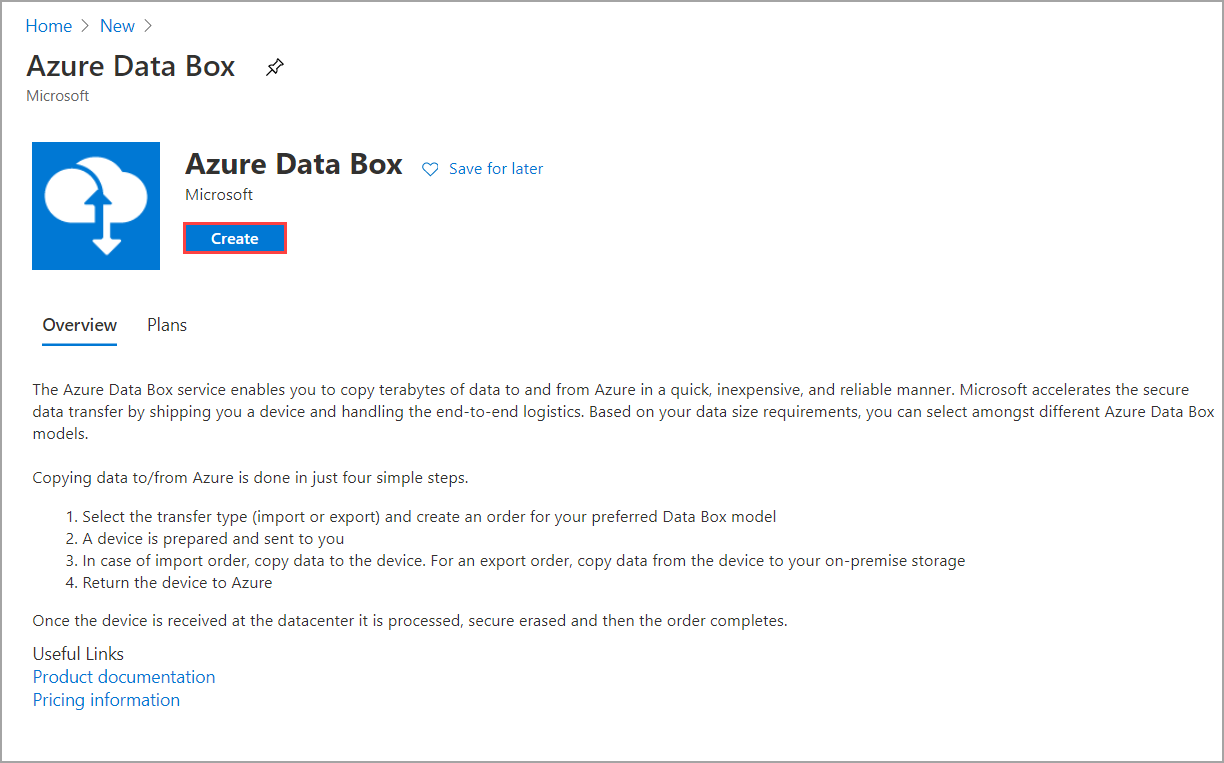 Home > New >
Azure Data Box
Microsoft
Azure Data Box
Save for later
Microsoft
Create
Overview Plans
The Azure Data Box service enables you to copy terabytes of data to and from Azure in a quick, inexpensive, and reliable manner. Microsoft accelerates the secure
data transfer by shipping you a device and handling the end-to-end logistics. Based on your data size requirements, you can select amongst different Azure Data Box
models.
Copying data to/from Azure is done in just four simple steps.
1. Select the transfer type (import or export) and create an order for your preferred Data Box model
2. A device is prepared and sent to you
3. In case of import order, copy data to the device. For an export order, copy data from the device to your on-premise storage
4. Return the device to Azure
Once the device is received at the datacenter it is processed, secure erased and then the order completes.
Useful Links
Product documentation
Pricing information